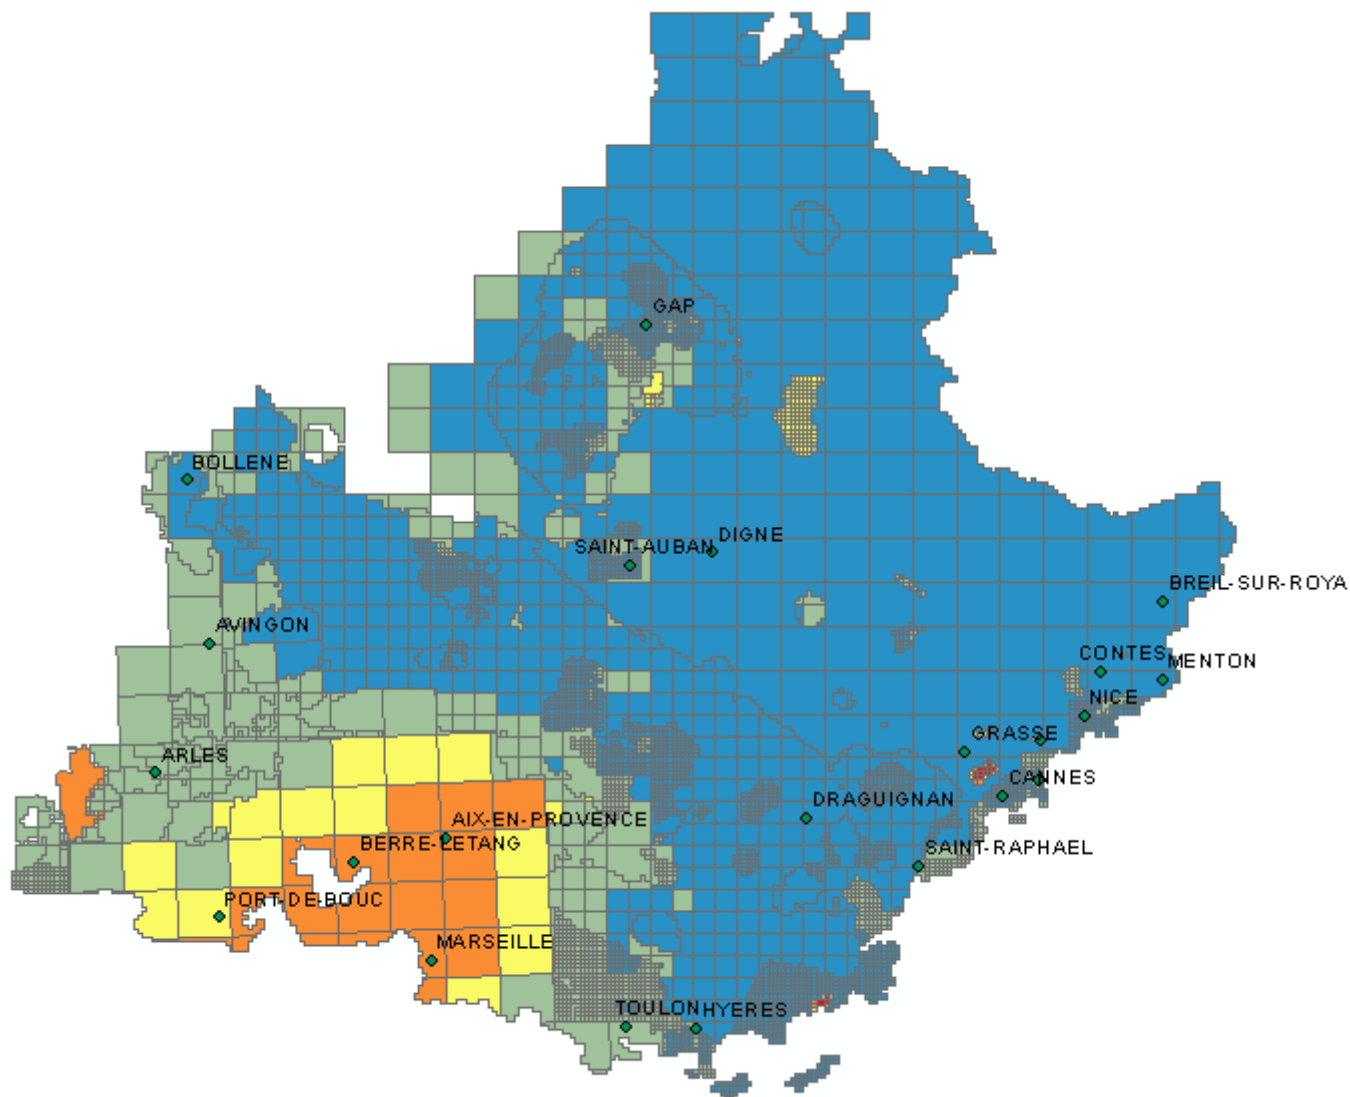 GAP
BOLLENE
SAINT-AUBAN
DIGNE
BREIL-SUR-ROYA
AVINGON
CONTES
MENTON
NICE
GRASSE
ARLES
CANNES
DRAGUIGNAN
AIX-EN-PROVENCE
BERRE-LETANG
SAINT-RAPHAEL
PORT-DE-BOUC
MARSEILLE
TOULON
HYERES